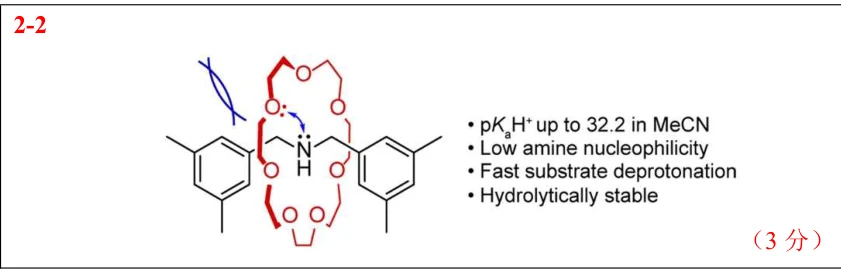 2-2
O
O: O
N
H
O O
O O
• pKaH⁺ up to 32.2 in MeCN
• Low amine nucleophilicity
• Fast substrate deprotonation
• Hydrolytically stable
（3 分）